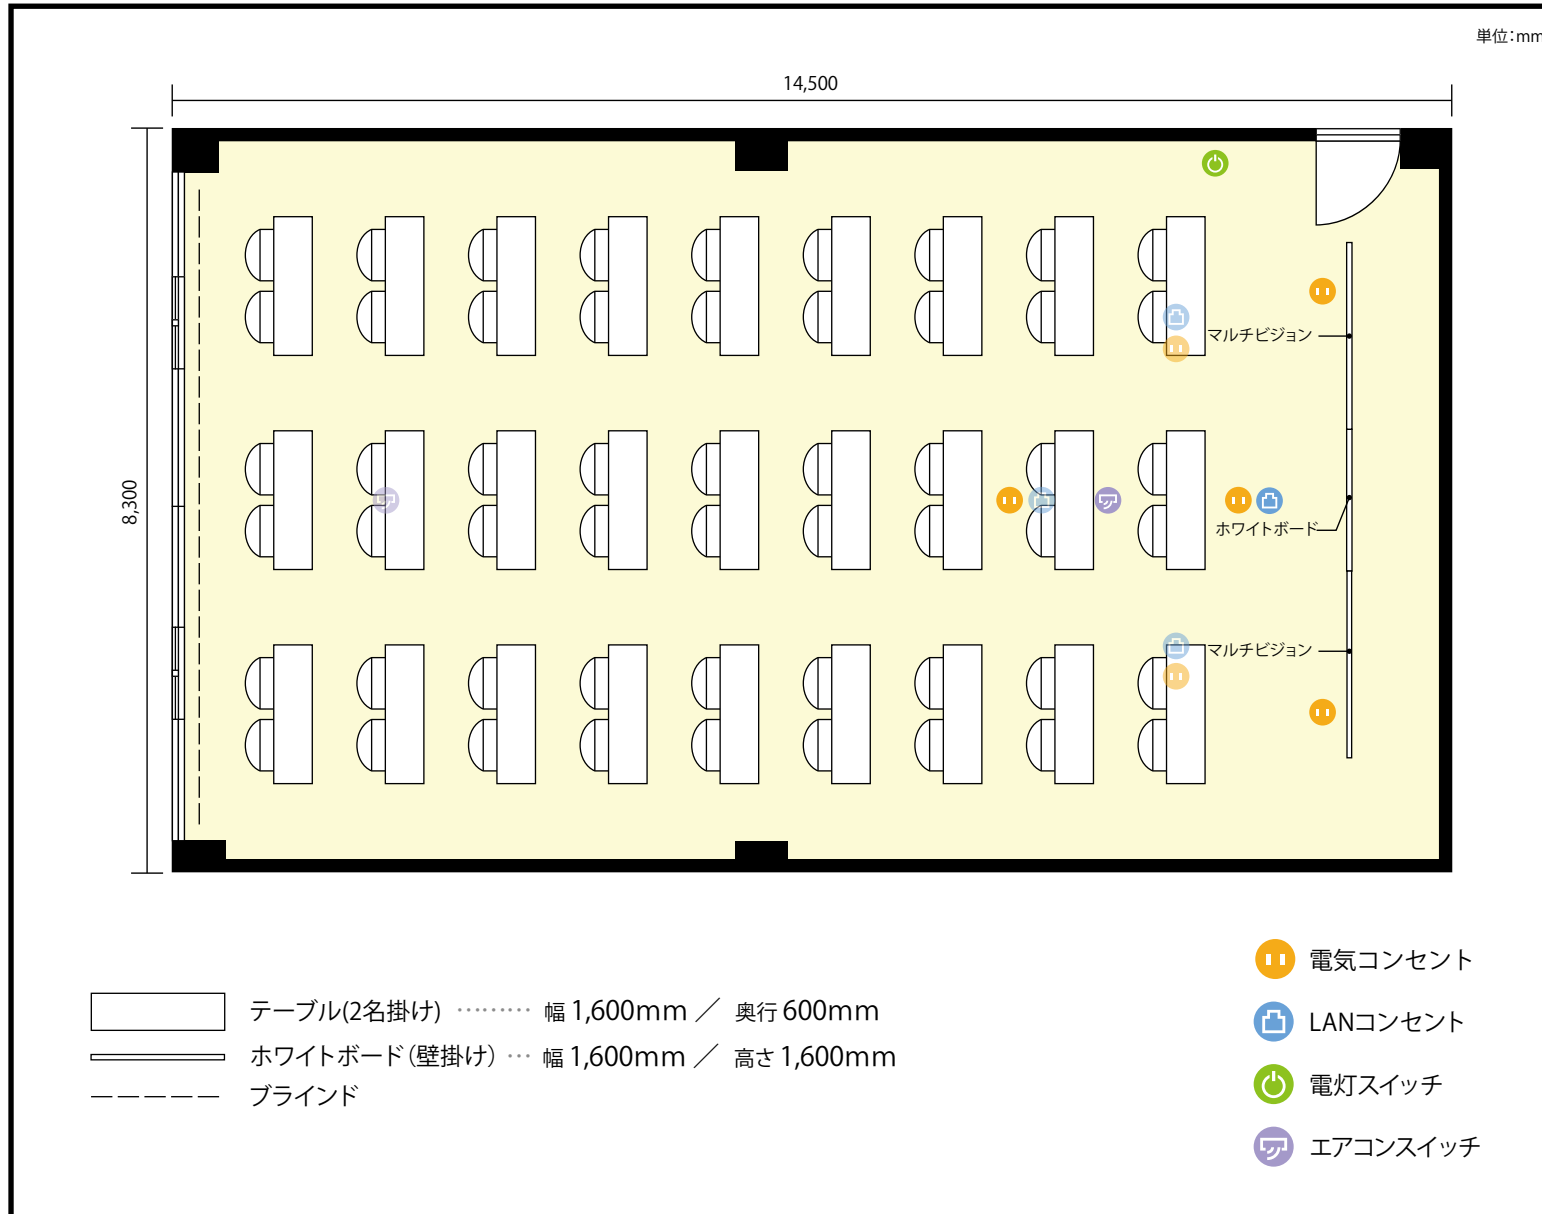 単位：mm
14,500
8,300
マルチビジョン
ホワイトボード
マルチビジョン
テーブル(2名掛け) ……… 幅 1,600mm ／ 奥行 600mm
ホワイトボード（壁掛け） … 幅 1,600mm ／ 高さ 1,600mm
ブラインド
電気コンセント
LANコンセント
電灯スイッチ
エアコンスイッチ